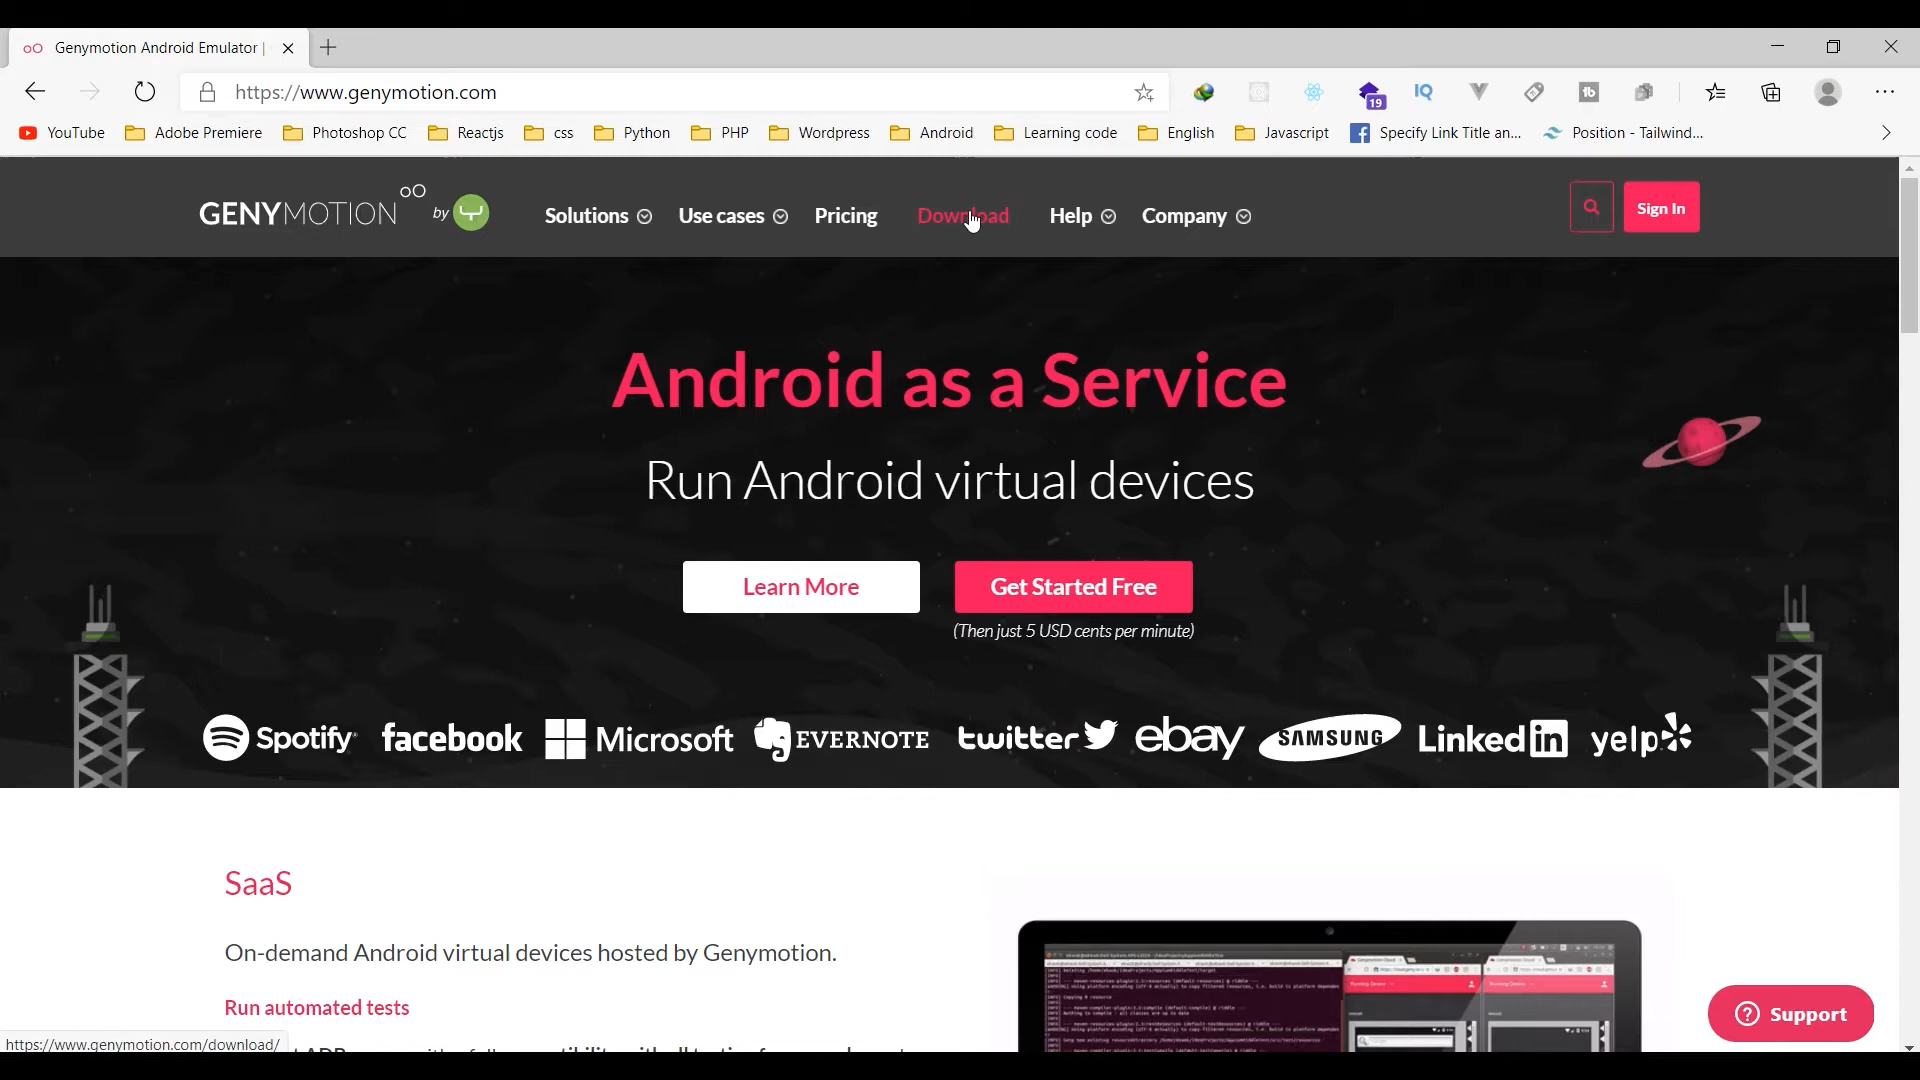 Genymotion Android Emulator |
https://www.genymotion.com
19
IQ
YouTube Adobe Premiere Photoshop CC Reactjs css Python PHP Wordpress Android Learning code English Javascript Specify Link Title an... Position - Tailwind...
GENYMOTION by
Solutions Use cases Pricing Download Help Company
Sign In
Android as a Service
Run Android virtual devices
Learn More Get Started Free
(Then just 5 USD cents per minute)
Spotify facebook Microsoft EVERNOTE twitter ebay SAMSUNG LinkedIn yelp
SaaS
On-demand Android virtual devices hosted by Genymotion.
Run automated tests
Support
https://www.genymotion.com/download/